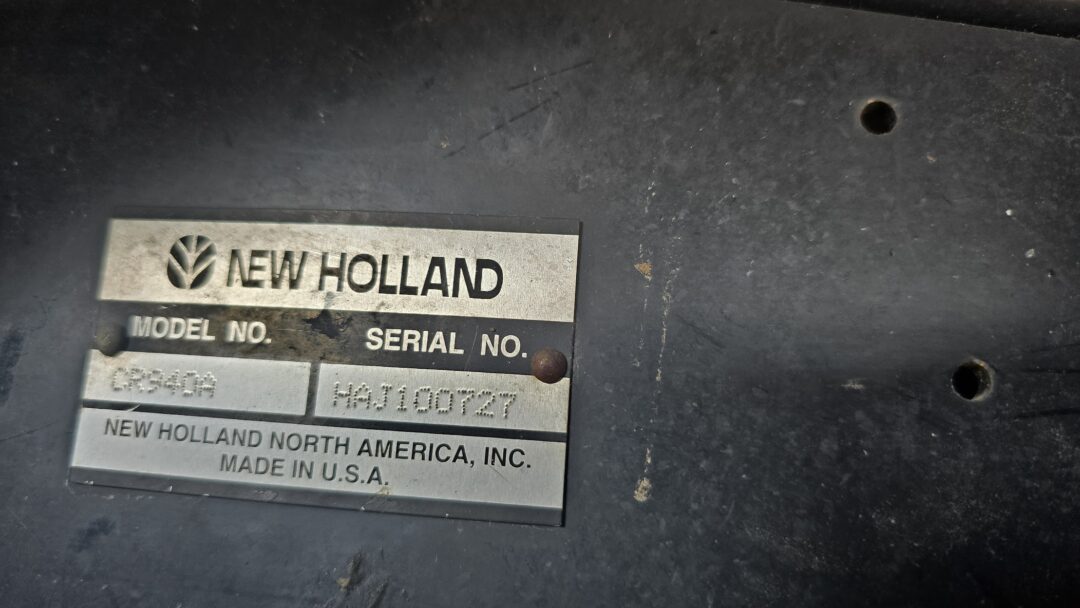 NEW HOLLAND
MODEL NO. SERIAL NO.
CR940A HAJ100727
NEW HOLLAND NORTH AMERICA, INC.
MADE IN U.S.A.